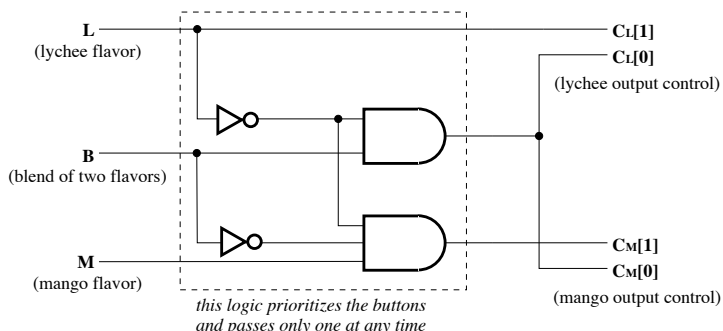 L
(lychee flavor)
CL[1]
CL[0]
(lychee output control)
B
(blend of two flavors)
M
(mango flavor)
CM[1]
CM[0]
(mango output control)
this logic prioritizes the buttons
and passes only one at any time